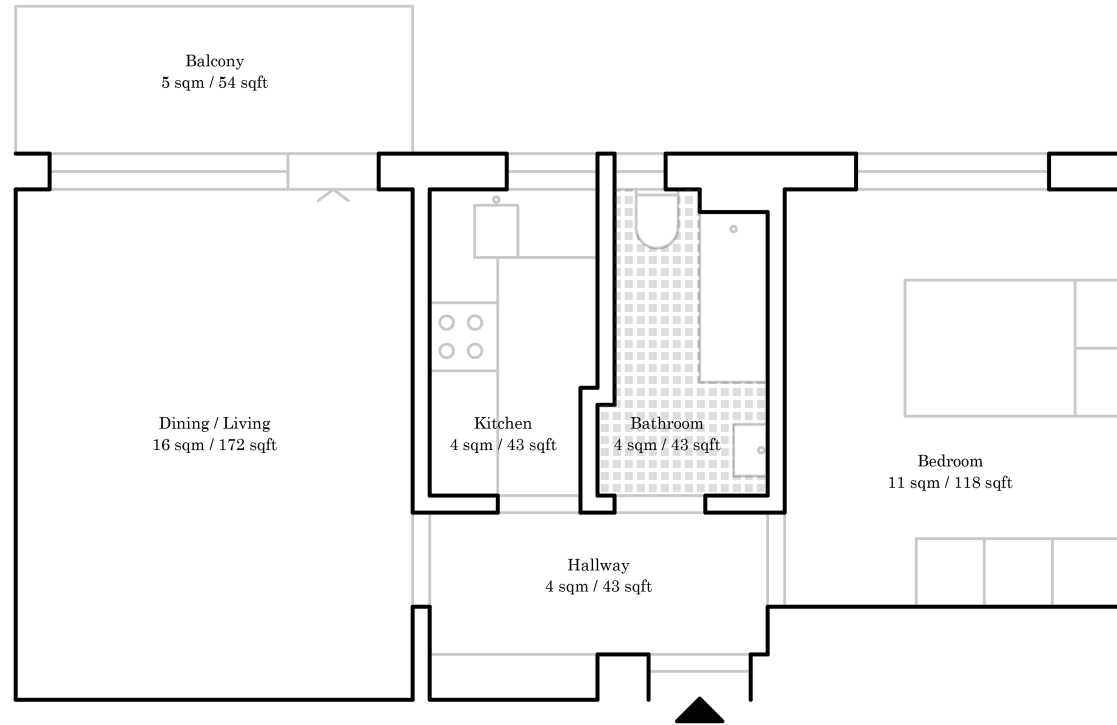 Balcony
5 sqm / 54 sqft
Dining / Living
16 sqm / 172 sqft
Kitchen
4 sqm / 43 sqft
Bathroom
4 sqm / 43 sqft
Bedroom
11 sqm / 118 sqft
Hallway
4 sqm / 43 sqft